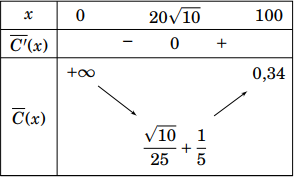 x 0 20√10 100
C̅'(x) − 0 +
+∞ 0,34
C̅(x)
√10/25 + 1/5